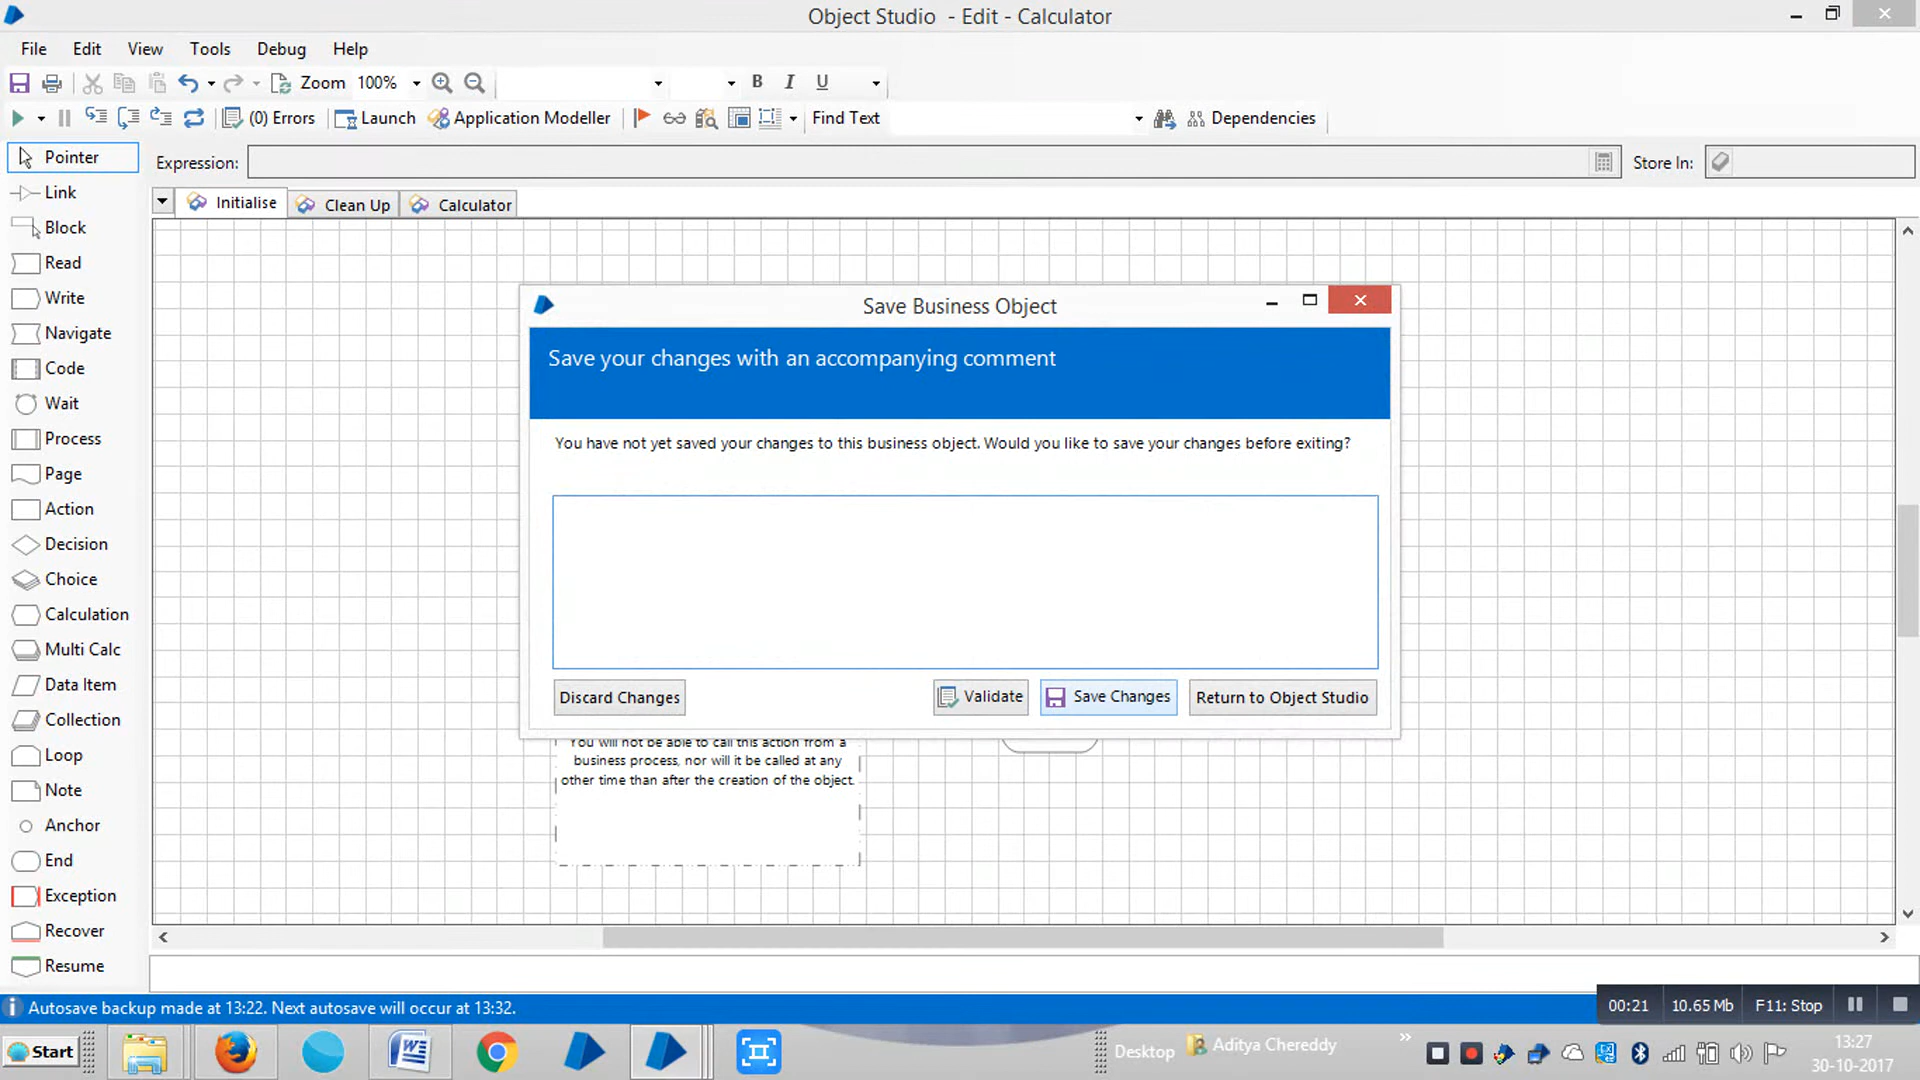 Object Studio - Edit - Calculator
File Edit View Tools Debug Help
Zoom 100% B I U
(0) Errors Launch Application Modeller Find Text Dependencies
Pointer
Expression: Store In:
Link
Initialise Clean Up Calculator
Block
Read
Write
Navigate
Code
Wait
Process
Page
Action
Decision
Choice
Calculation
Multi Calc
Data Item
Collection
Loop
Note
Anchor
End
Exception
Recover
Resume
Save Business Object
Save your changes with an accompanying comment
You have not yet saved your changes to this business object. Would you like to save your changes before exiting?
Discard Changes Validate Save Changes Return to Object Studio
You will not be able to call this action from a
business process, nor will it be called at any
other time than after the creation of the object.
Autosave backup made at 13:22. Next autosave will occur at 13:32.
00:21 10.65 Mb F11: Stop
Start
Desktop Aditya Chereddy
13:27
30-10-2017